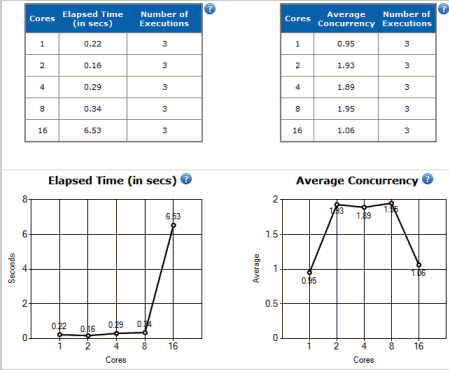 Cores Elapsed Time (in secs) Number of Executions
1 0.22 3
2 0.16 3
4 0.29 3
8 0.34 3
16 6.53 3
?
Cores Average Concurrency Number of Executions
1 0.95 3
2 1.93 3
4 1.89 3
8 1.95 3
16 1.06 3
?
Elapsed Time (in secs) ?
8
6
4
2
0
Seconds
0.22 0.16 0.29 0.34 6.53
1 2 4 8 16
Cores
Average Concurrency ?
2
1.5
1
0.5
0
Average
0.95 1.93 1.89 1.95 1.06
1 2 4 8 16
Cores